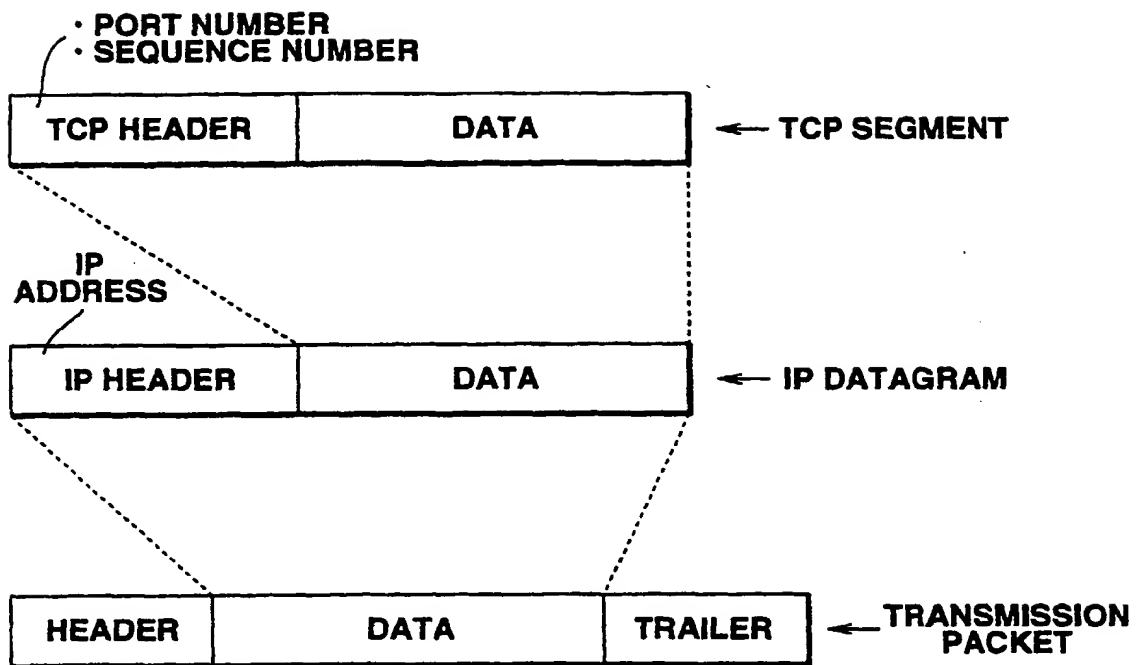 · PORT NUMBER
· SEQUENCE NUMBER
TCP HEADER
DATA
TCP SEGMENT
IP
ADDRESS
IP HEADER
DATA
IP DATAGRAM
HEADER
DATA
TRAILER
TRANSMISSION
PACKET